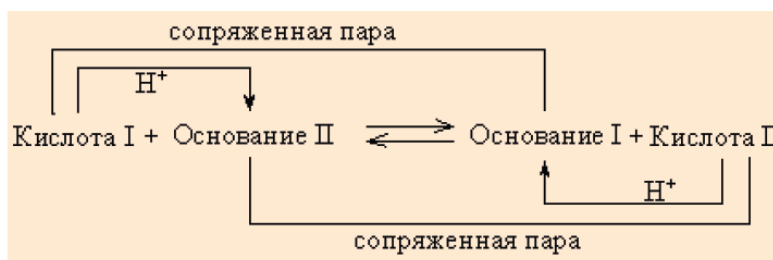 сопряженная пара
H⁺
Кислота I + Основание II ⇌ Основание I + Кислота I
H⁺
сопряженная пара